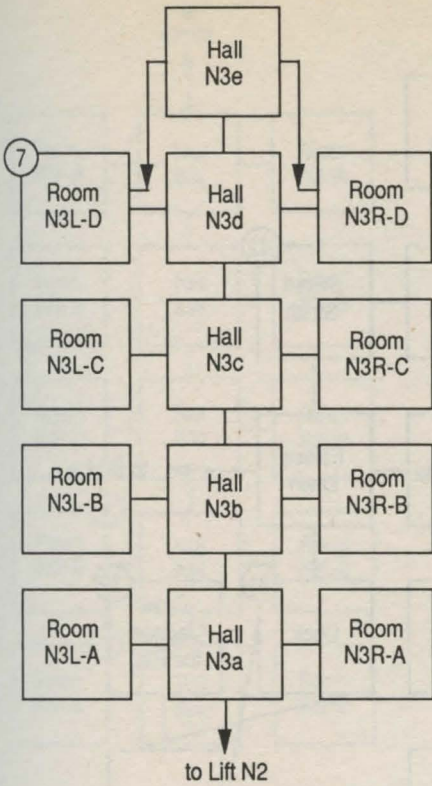 Hall
N3e
7
Room
N3L-D
Hall
N3d
Room
N3R-D
Room
N3L-C
Hall
N3c
Room
N3R-C
Room
N3L-B
Hall
N3b
Room
N3R-B
Room
N3L-A
Hall
N3a
Room
N3R-A
to Lift N2